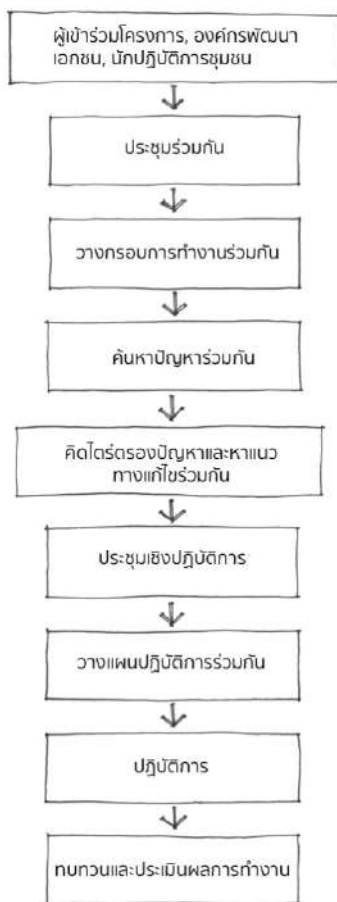 ผู้เข้าร่วมโครงการ, องค์กรพัฒนา
เอกชน, นักปฏิบัติการชุมชน
ประชุมร่วมกัน
วางกรอบการทำงานร่วมกัน
ค้นหาปัญหาร่วมกัน
คิดไตร่ตรองปัญหาและหาแนว
ทางแก้ไขร่วมกัน
ประชุมเชิงปฏิบัติการ
วางแผนปฏิบัติการร่วมกัน
ปฏิบัติการ
ทบทวนและประเมินผลการทำงาน